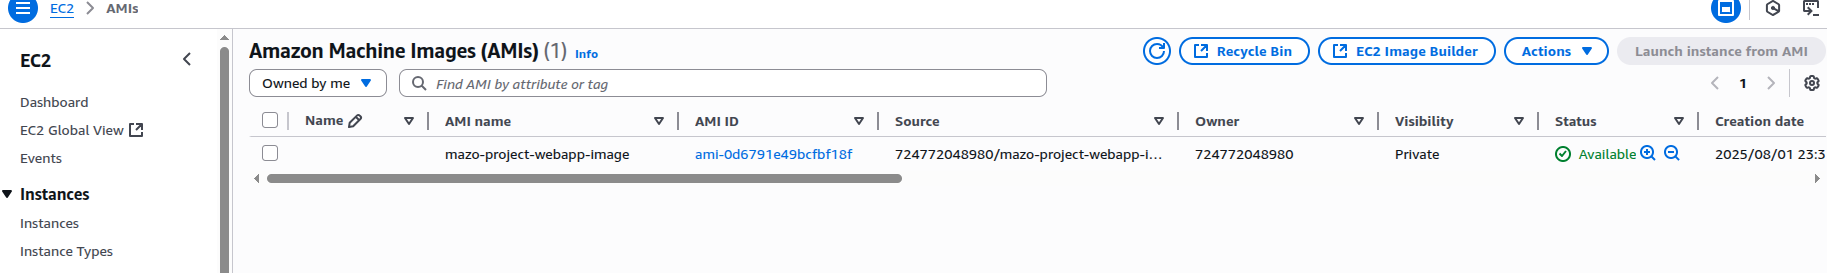 EC2 > AMIs
EC2
Dashboard
EC2 Global View
Events
Instances
Instances
Instance Types
Amazon Machine Images (AMIs) (1) Info
Recycle Bin
EC2 Image Builder
Actions
Launch instance from AMI
Owned by me
Find AMI by attribute or tag
1
Name AMI name AMI ID Source Owner Visibility Status Creation date
mazo-project-webapp-image ami-0d6791e49bcfbf18f 724772048980/mazo-project-webapp-i... 724772048980 Private Available 2025/08/01 23:3